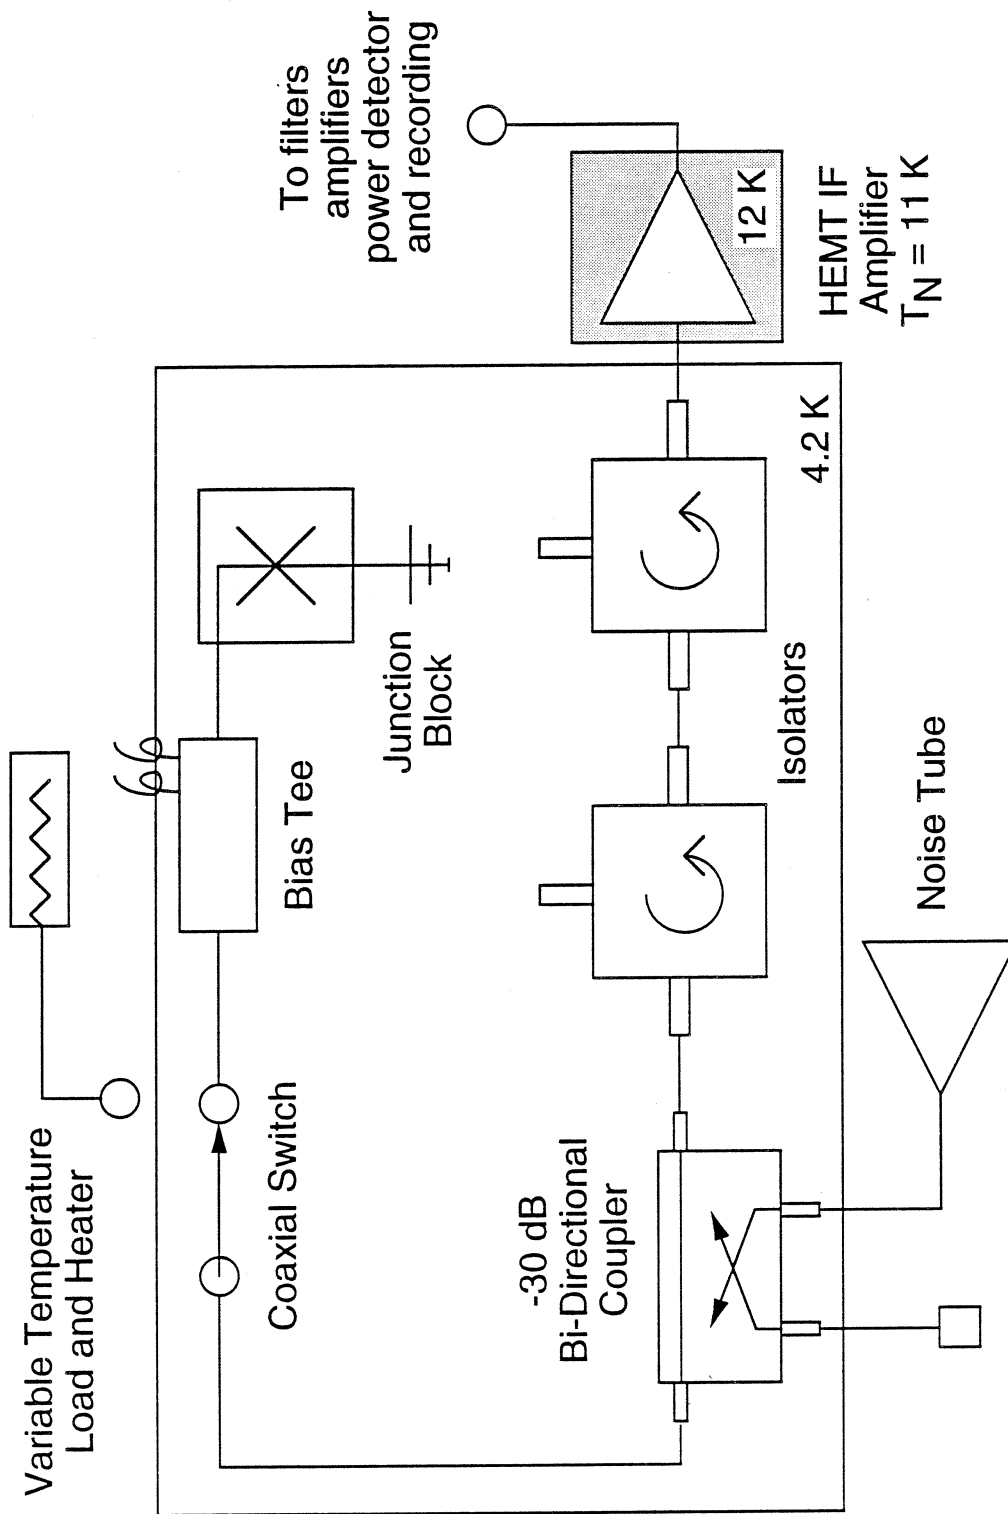 Variable Temperature
Load and Heater
Coaxial Switch
Bias Tee
Junction
Block
To filters
amplifiers
power detector
and recording
-30 dB
Bi-Directional
Coupler
Isolators
4.2 K
12 K
HEMT IF
Amplifier
TN = 11 K
Noise Tube